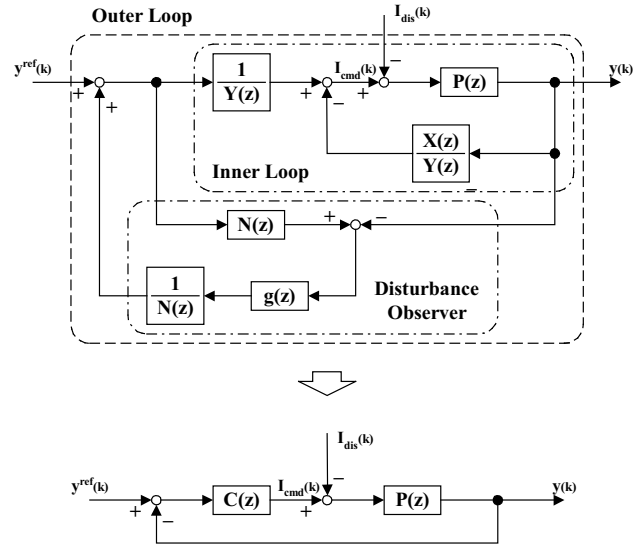 Outer Loop
I_dis(k)
y^ref(k)
1
Y(z)
I_cmd(k)
P(z)
y(k)
+
+
+
−
+
−
X(z)
Y(z)
−
Inner Loop
N(z)
+
−
1
N(z)
g(z)
Disturbance
Observer
I_dis(k)
y^ref(k)
C(z)
I_cmd(k)
P(z)
y(k)
+
−
+
−